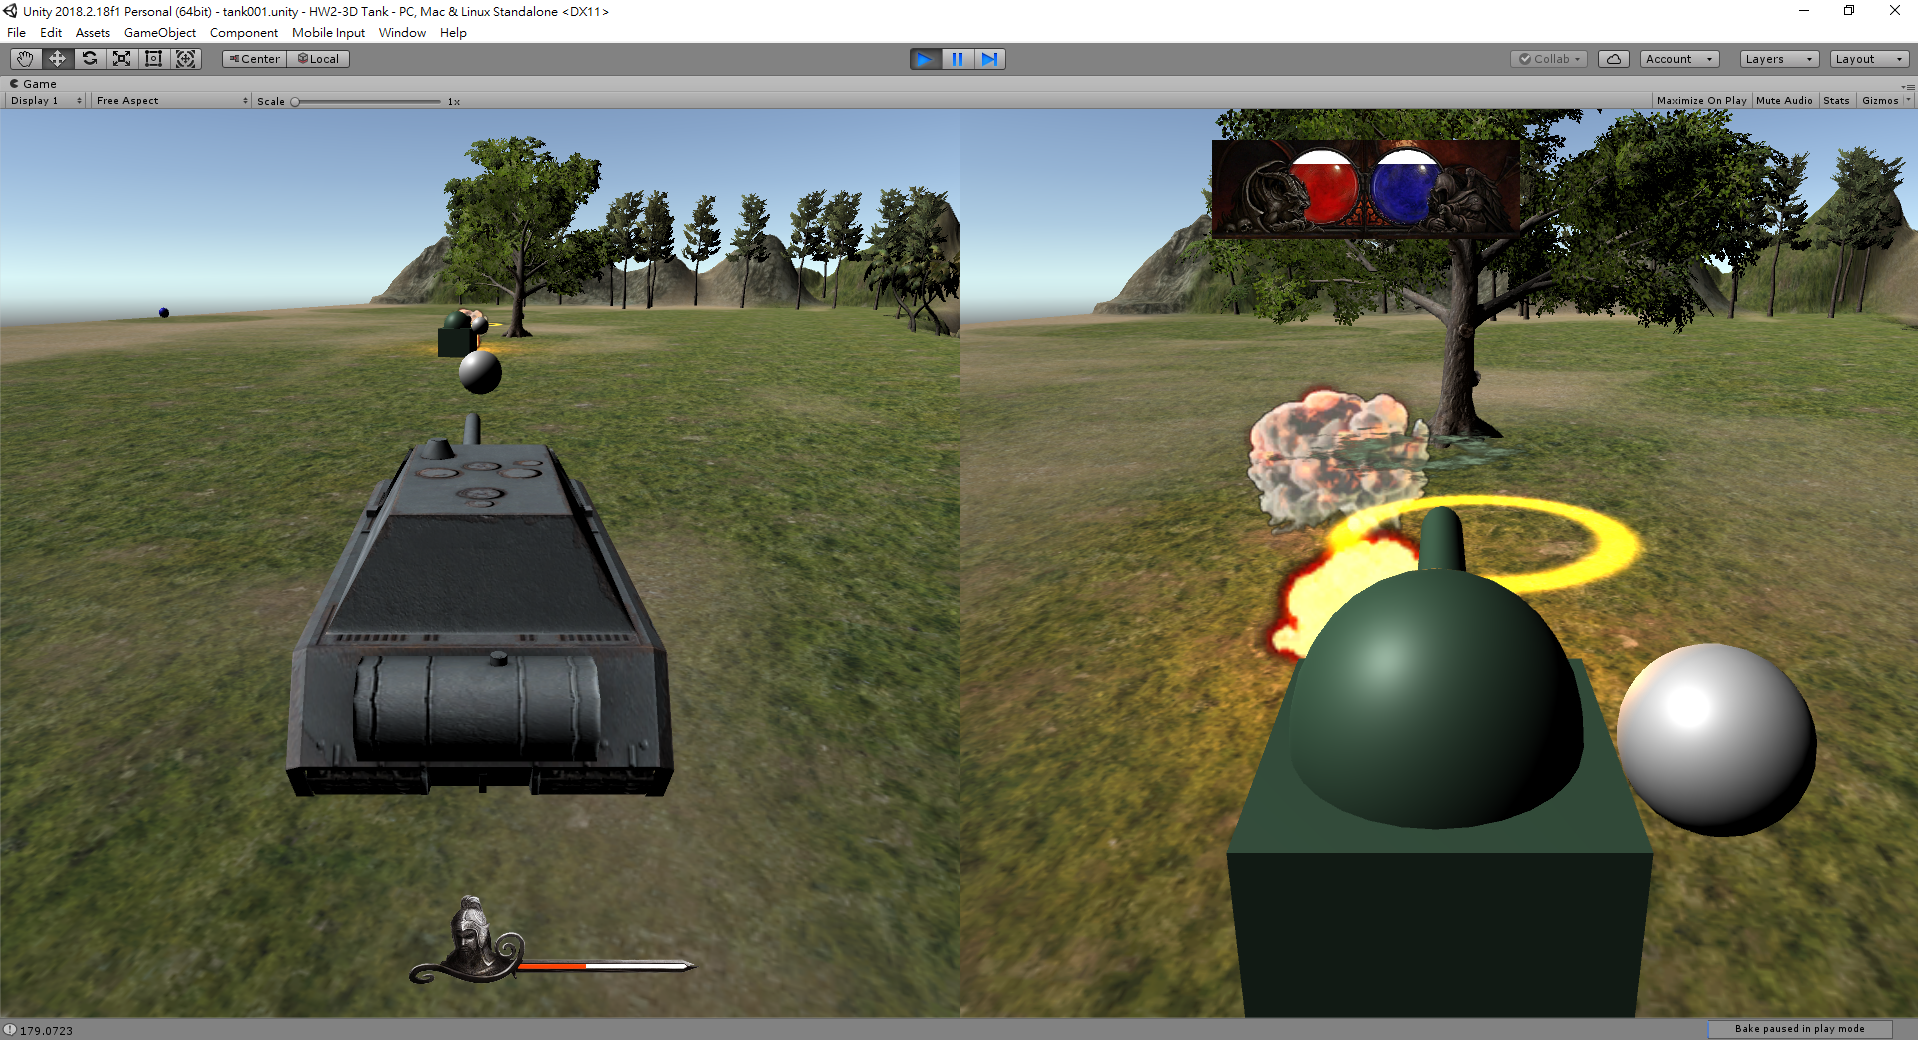 Unity 2018.2.18f1 Personal (64bit) - tank001.unity - HW2-3D Tank - PC, Mac & Linux Standalone <DX11>
File Edit Assets GameObject Component Mobile Input Window Help
Center Local Collab Account Layers Layout
Game
Display 1 Free Aspect Scale 1x Maximize On Play Mute Audio Stats Gizmos
179.0723 Bake paused in play mode